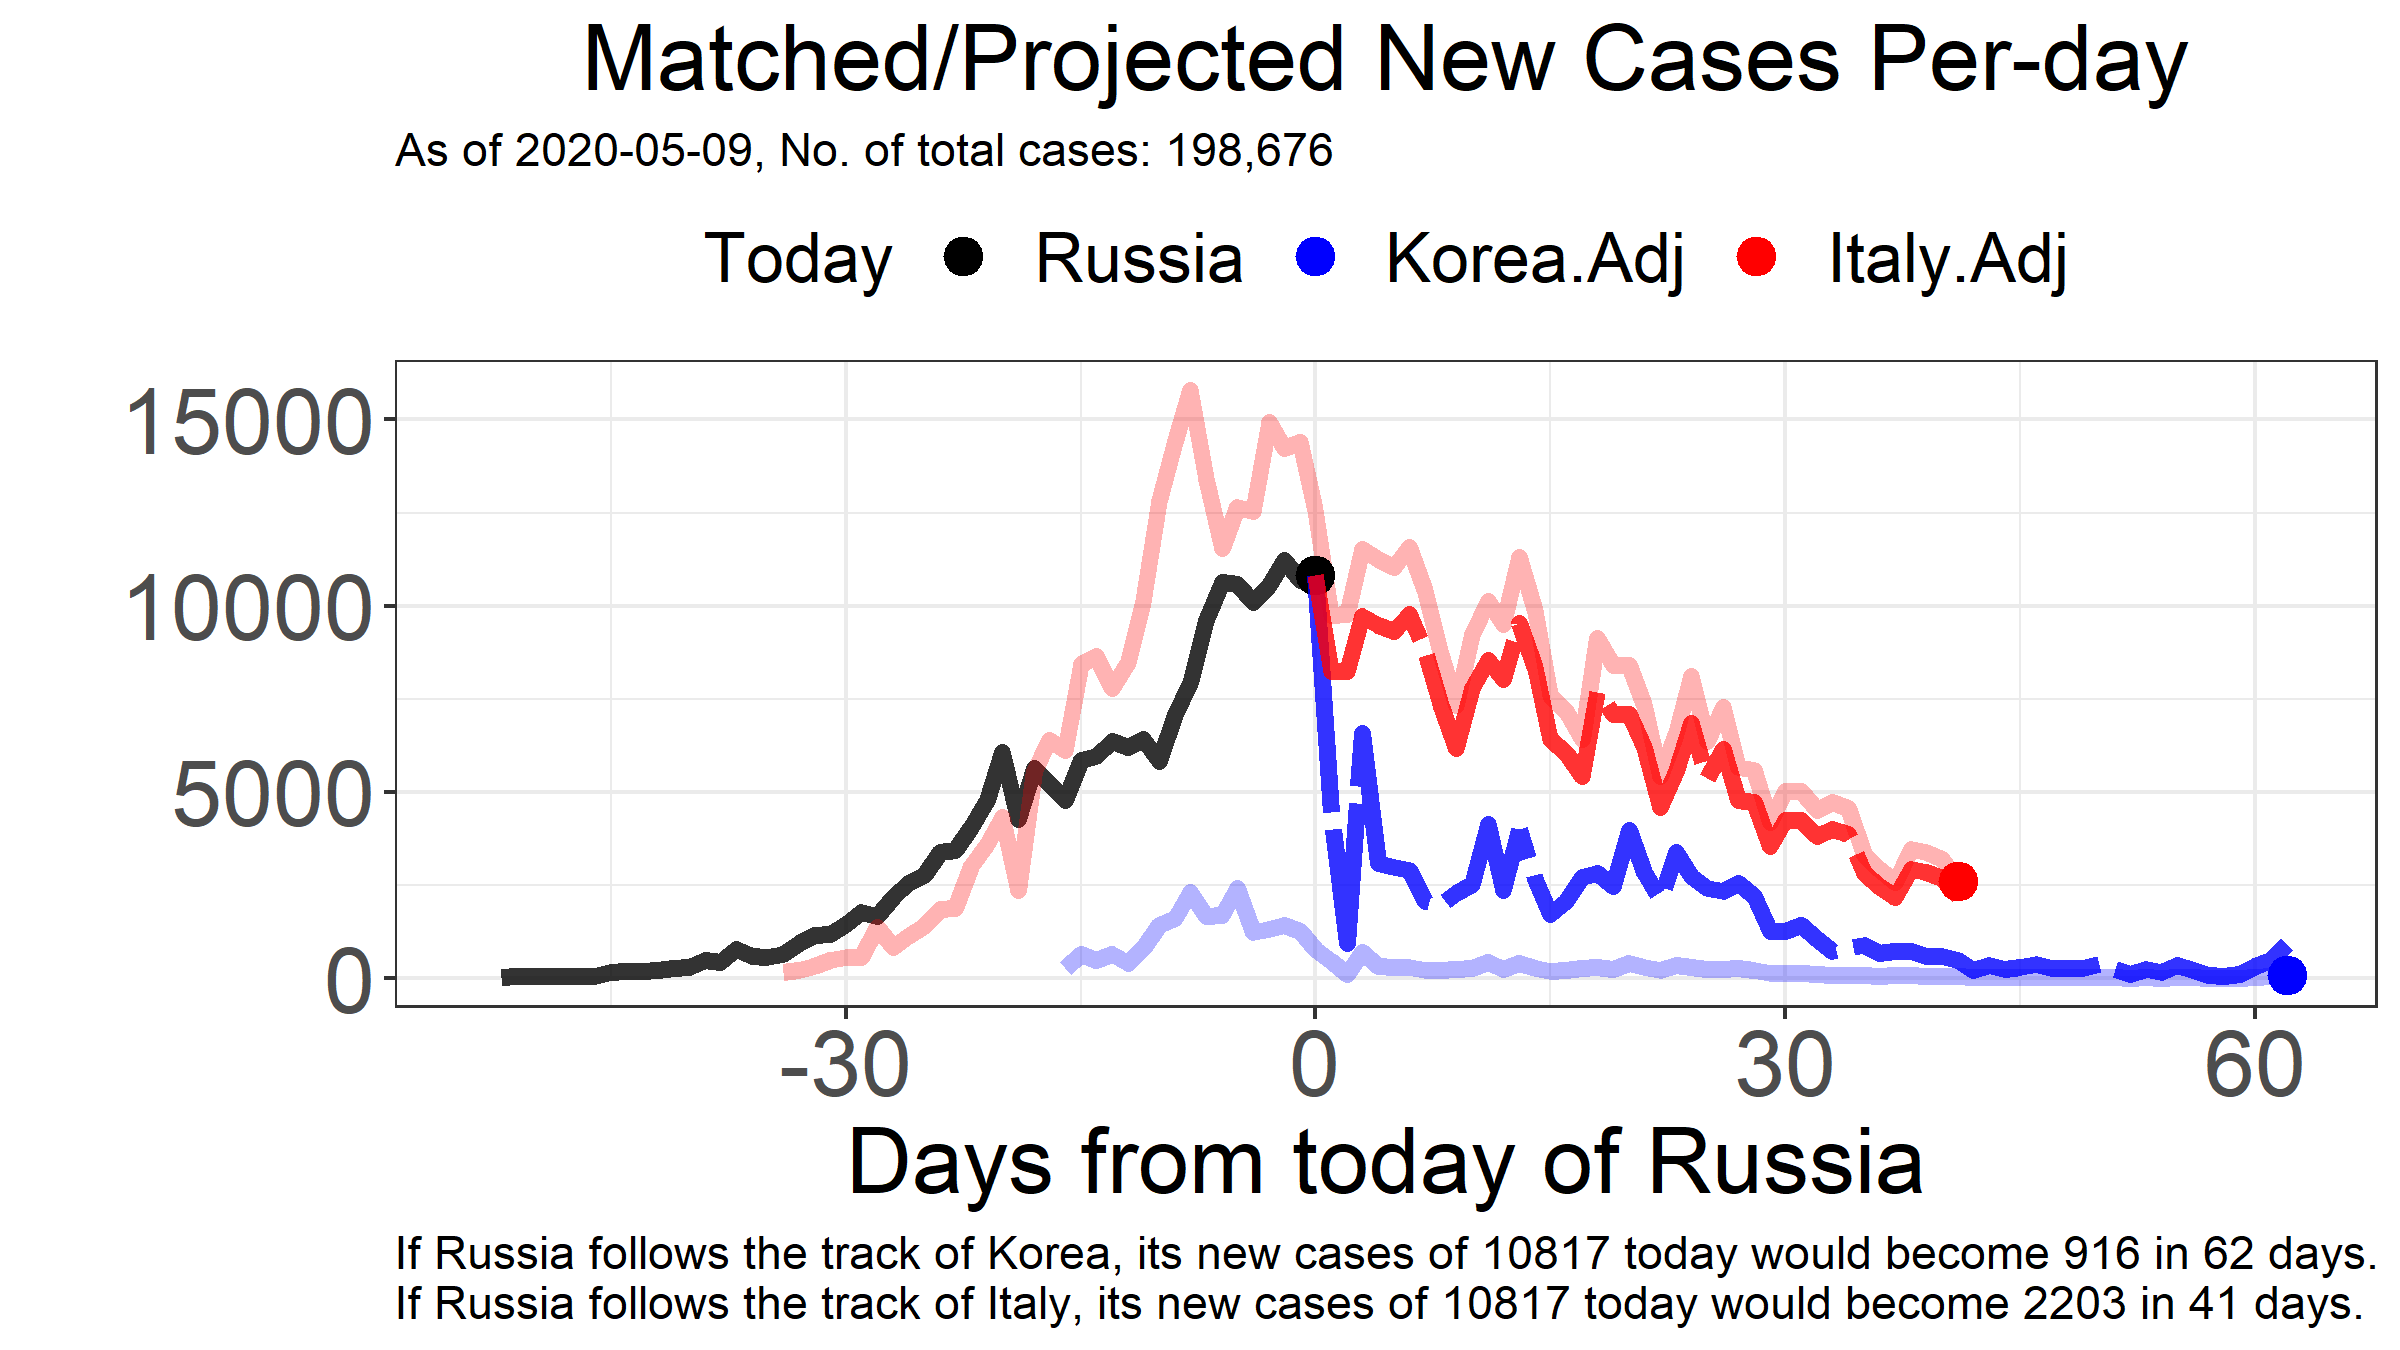 Matched/Projected New Cases Per-day
As of 2020-05-09, No. of total cases: 198,676
Today Russia Korea.Adj Italy.Adj
15000
10000
5000
0
-30 0 30 60
Days from today of Russia
If Russia follows the track of Korea, its new cases of 10817 today would become 916 in 62 days.
If Russia follows the track of Italy, its new cases of 10817 today would become 2203 in 41 days.